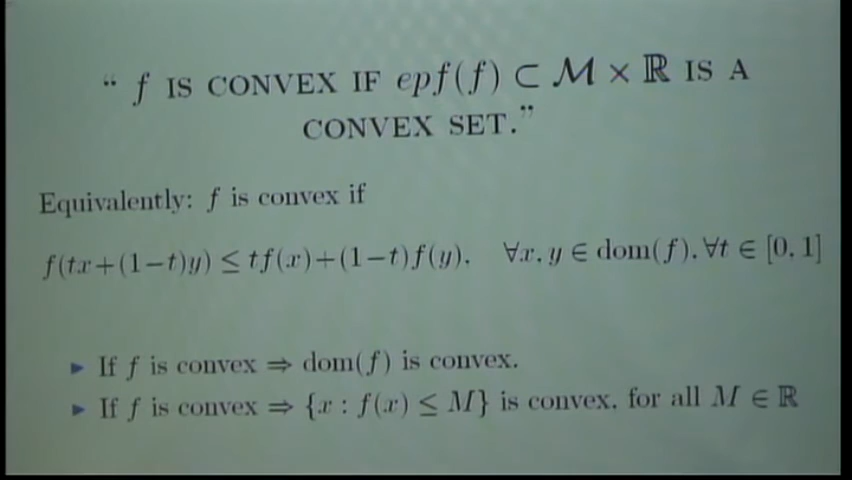 “ f IS CONVEX IF epf(f) ⊂ ℳ × ℝ IS A
CONVEX SET.”
Equivalently: f is convex if
f(tx+(1−t)y) ≤ tf(x)+(1−t)f(y), ∀x, y ∈ dom(f), ∀t ∈ [0, 1]
▶ If f is convex ⇒ dom(f) is convex.
▶ If f is convex ⇒ {x : f(x) ≤ M} is convex, for all M ∈ ℝ